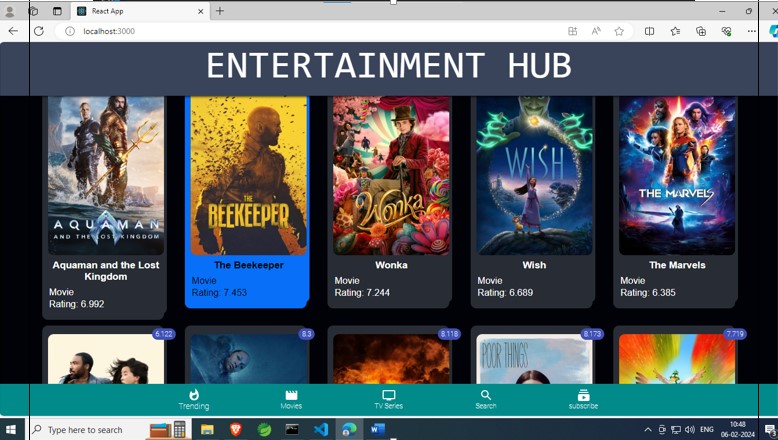 React App
localhost:3000
ENTERTAINMENT HUB
AQUAMAN
AND THE LOST KINGDOM
THE
BEEKEEPER
Wonka
WISH
THE MARVELS
Aquaman and the Lost
Kingdom
Movie
Rating: 6.992
The Beekeeper
Movie
Rating: 7.453
Wonka
Movie
Rating: 7.244
Wish
Movie
Rating: 6.689
The Marvels
Movie
Rating: 6.385
6.122
8.3
8.118
8.173
7.719
POOR THINGS
Trending
Movies
TV Series
Search
subscribe
Type here to search
ENG
10:48
06-02-2024